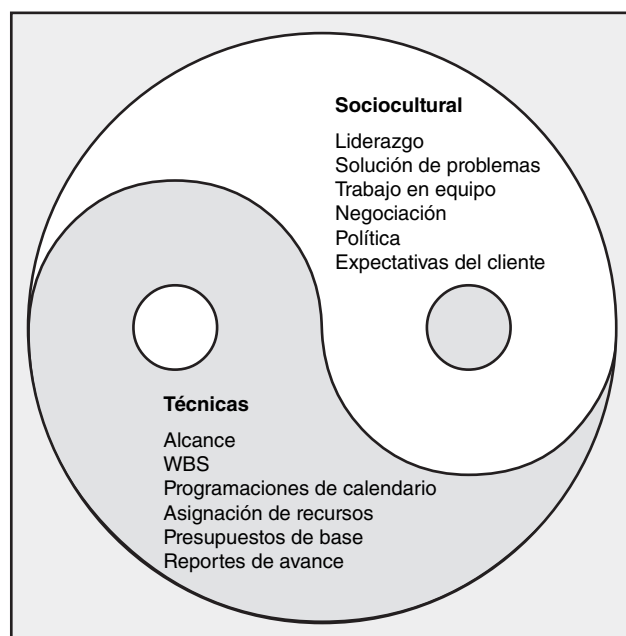 Sociocultural
Liderazgo
Solución de problemas
Trabajo en equipo
Negociación
Política
Expectativas del cliente
Técnicas
Alcance
WBS
Programaciones de calendario
Asignación de recursos
Presupuestos de base
Reportes de avance